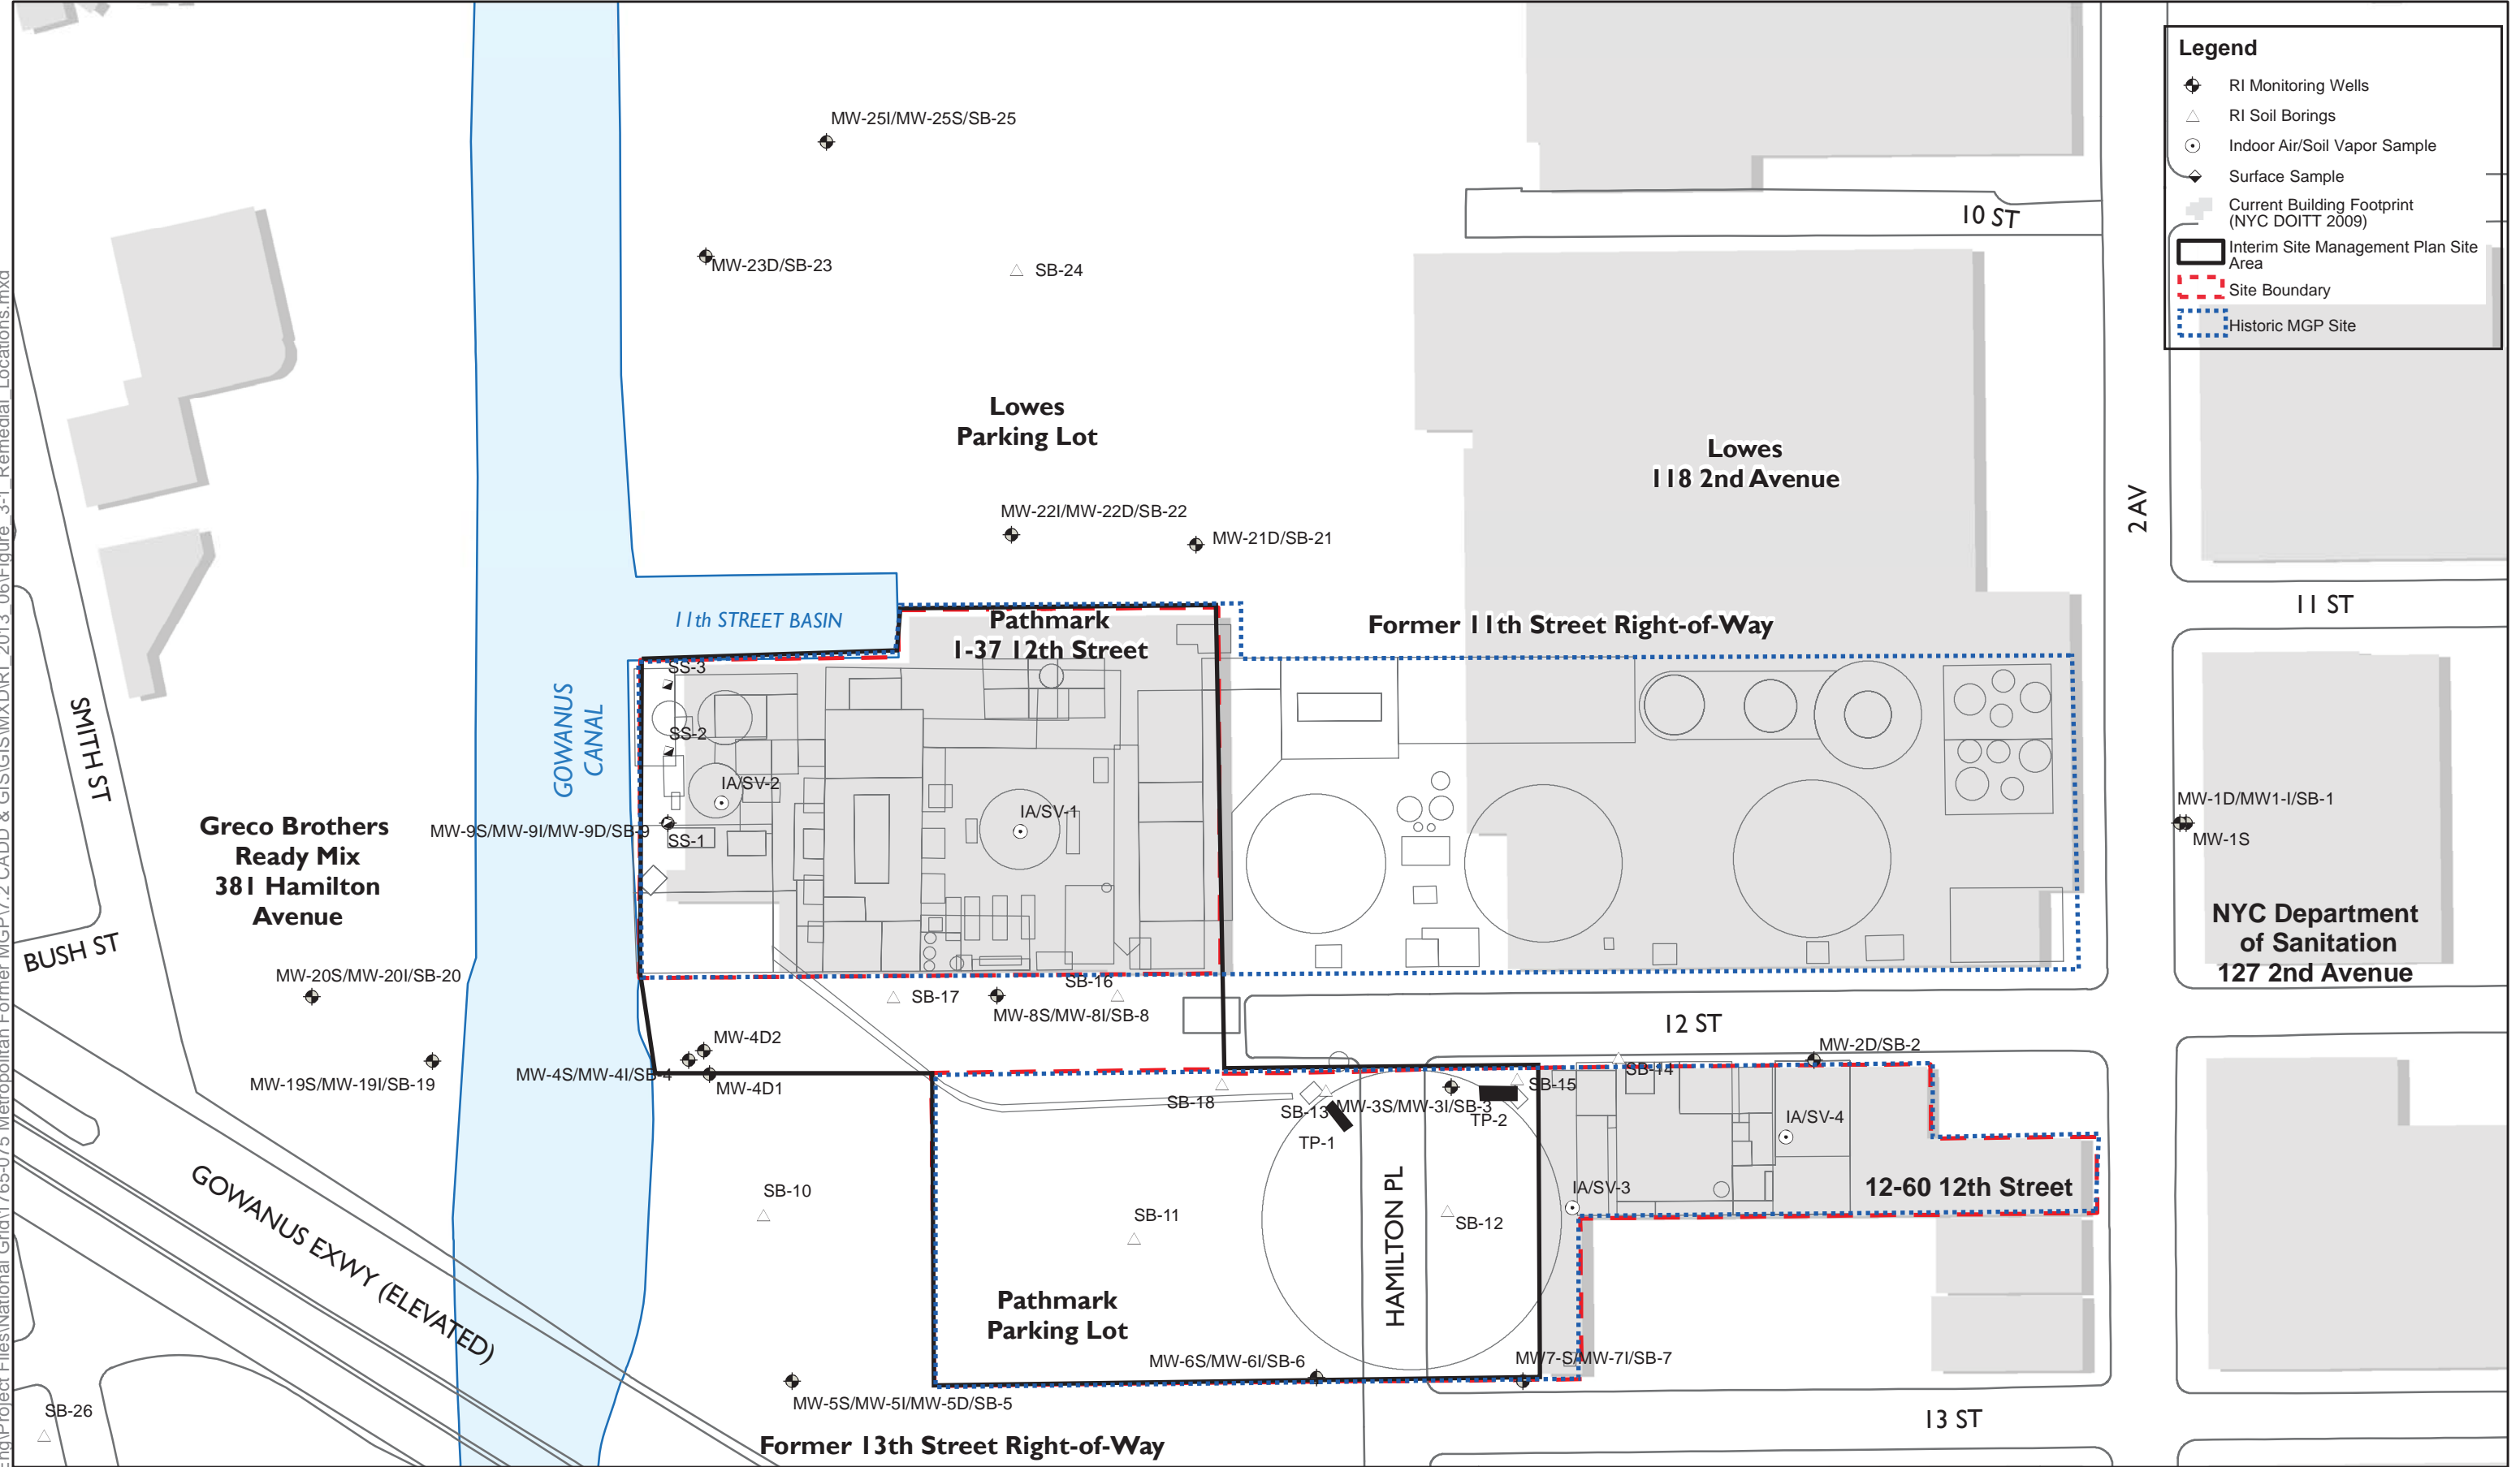 Legend
RI Monitoring Wells
RI Soil Borings
Indoor Air/Soil Vapor Sample
Surface Sample
Current Building Footprint
(NYC DOITT 2009)
Interim Site Management Plan Site
Area
Site Boundary
Historic MGP Site
MW-25I/MW-25S/SB-25
10 ST
MW-23D/SB-23
SB-24
Lowes
Parking Lot
Lowes
118 2nd Avenue
2 AV
MW-22I/MW-22D/SB-22
MW-21D/SB-21
11 ST
11th STREET BASIN
Pathmark
1-37 12th Street
Former 11th Street Right-of-Way
SS-3
GOWANUS
CANAL
SMITH ST
SS-2
IA/SV-2
IA/SV-1
MW-1D/MW1-I/SB-1
MW-1S
Greco Brothers
Ready Mix
381 Hamilton
Avenue
MW-9S/MW-9I/MW-9D/SB-9
SS-1
NYC Department
of Sanitation
127 2nd Avenue
BUSH ST
MW-20S/MW-20I/SB-20
SB-17
SB-16
MW-8S/MW-8I/SB-8
12 ST
MW-4D2
MW-2D/SB-2
MW-19S/MW-19I/SB-19
MW-4S/MW-4I/SB-4
MW-4D1
SB-14
SB-15
SB-18
SB-13
MW-3S/MW-3I/SB-3
TP-2
TP-1
IA/SV-4
SB-10
IA/SV-3
12-60 12th Street
SB-11
SB-12
HAMILTON PL
GOWANUS EXWY (ELEVATED)
Pathmark
Parking Lot
MW-6S/MW-6I/SB-6
MW7-S/MW-7I/SB-7
MW-5S/MW-5I/MW-5D/SB-5
SB-26
13 ST
Former 13th Street Right-of-Way